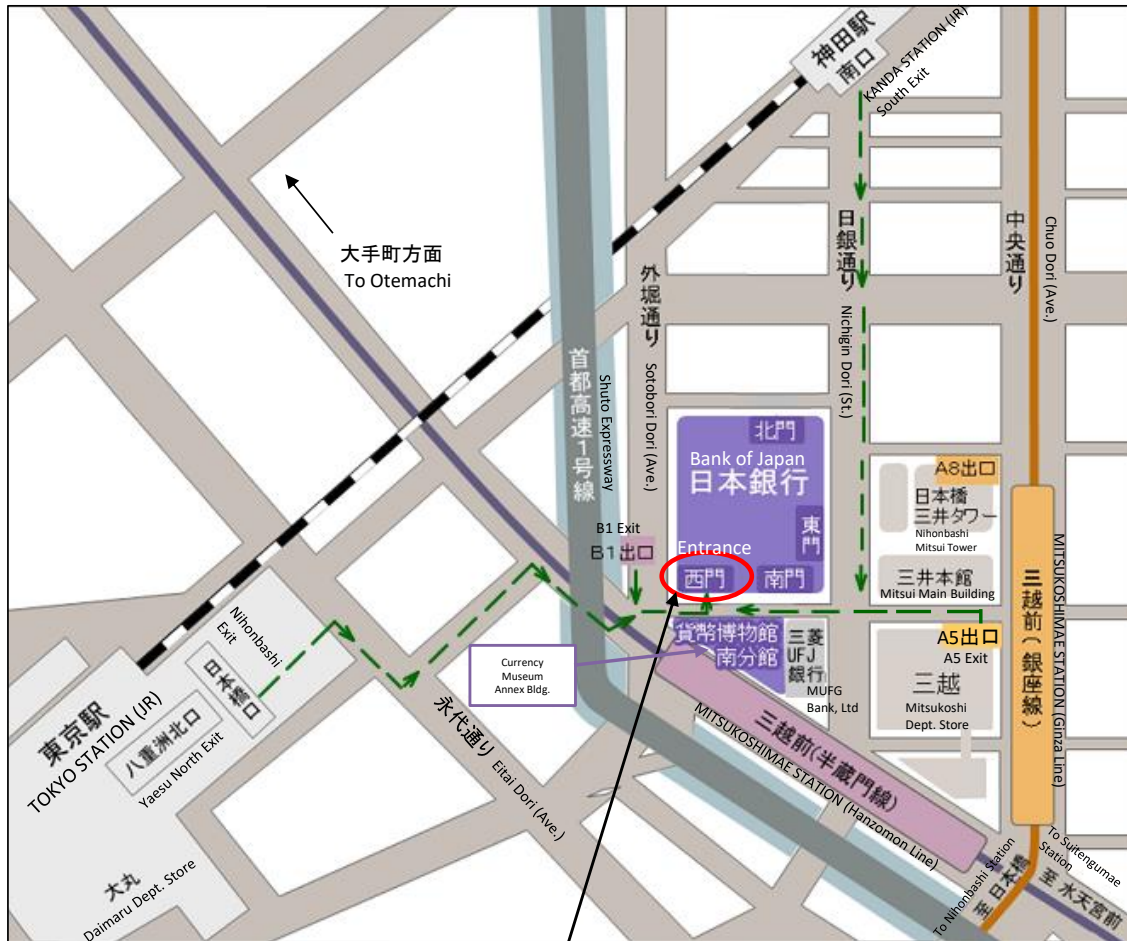 神田駅
南口
KANDA STATION (JR)
South Exit
大手町方面
To Otemachi
外堀通り
Sotobori Dori (Ave.)
日銀通り
Nichigin Dori (St.)
中央通り
Chuo Dori (Ave.)
首都高速1号線
Shuto Expressway
北門
Bank of Japan
日本銀行
東門
Entrance
西門
南門
B1 Exit
B1出口
A8出口
日本橋
三井タワー
Nihonbashi
Mitsui Tower
三井本館
Mitsui Main Building
A5出口
A5 Exit
三越
Mitsukoshi
Dept. Store
貨幣博物館
南分館
Currency
Museum
Annex Bldg.
三菱
UFJ
銀行
MUFG
Bank, Ltd
三越前(銀座線)
MITSUKOSHIMAE STATION (Ginza Line)
三越前(半蔵門線)
MITSUKOSHIMAE STATION (Hanzomon Line)
Nihonbashi
Exit
日本橋口
東京駅
TOKYO STATION (JR)
八重洲北口
Yaesu North Exit
永代通り
Eitai Dori (Ave.)
大丸
Daimaru Dept. Store
To Nihonbashi Station
至日本橋
To Suitengumae
Station
至 水天宮前